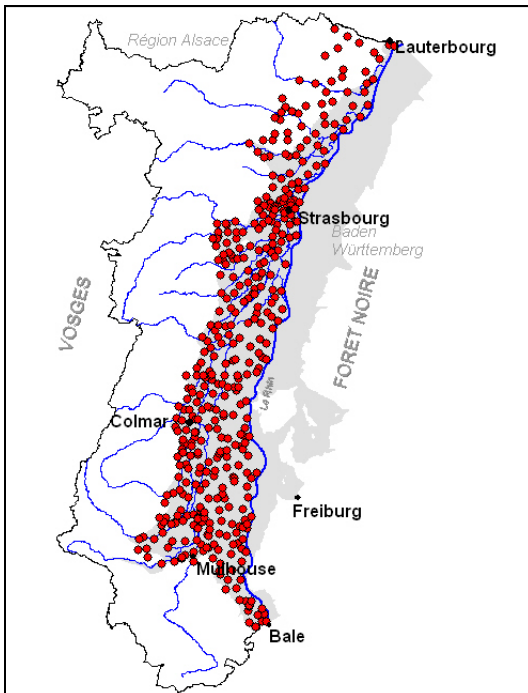 Région Alsace
Lauterbourg
Strasbourg
Baden
Württemberg
VOSGES
FORET NOIRE
Le Rhin
Colmar
Freiburg
Mulhouse
Bale